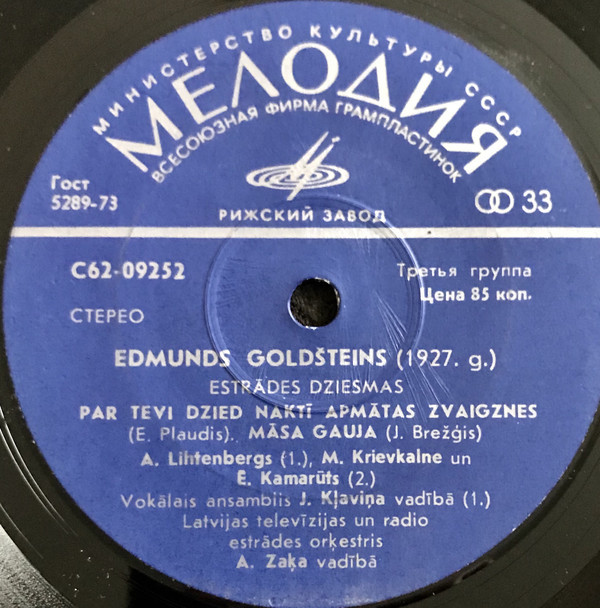 МИНИСТЕРСТВО КУЛЬТУРЫ СССР
МЕЛОДИЯ
ВСЕСОЮЗНАЯ ФИРМА ГРАМПЛАСТИНОК
Гост
5289-73
33
РИЖСКИЙ ЗАВОД
С62-09252
Третья группа
Цена 85 коп.
СТЕРЕО
EDMUNDS GOLDŠTEINS (1927. g.)
ESTRĀDES DZIESMAS
PAR TEVI DZIED NAKTĪ APMĀTAS ZVAIGZNES
(E. Plaudis). MĀSA GAUJA (J. Brežģis)
A. Lihtenbergs (1.), M. Krievkalne un
E. Kamarūts (2.)
Vokālais ansamblis J. Kļaviņa vadībā (1.)
Latvijas televīzijas un radio
estrādes orķestris
A. Zaķa vadībā